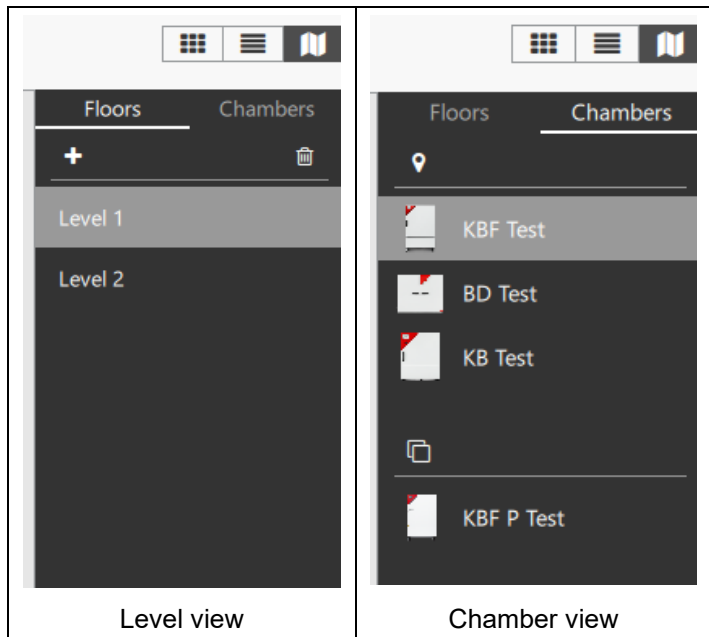 Floors Chambers
Level 1
Level 2
Level view
Floors Chambers
KBF Test
BD Test
KB Test
KBF P Test
Chamber view